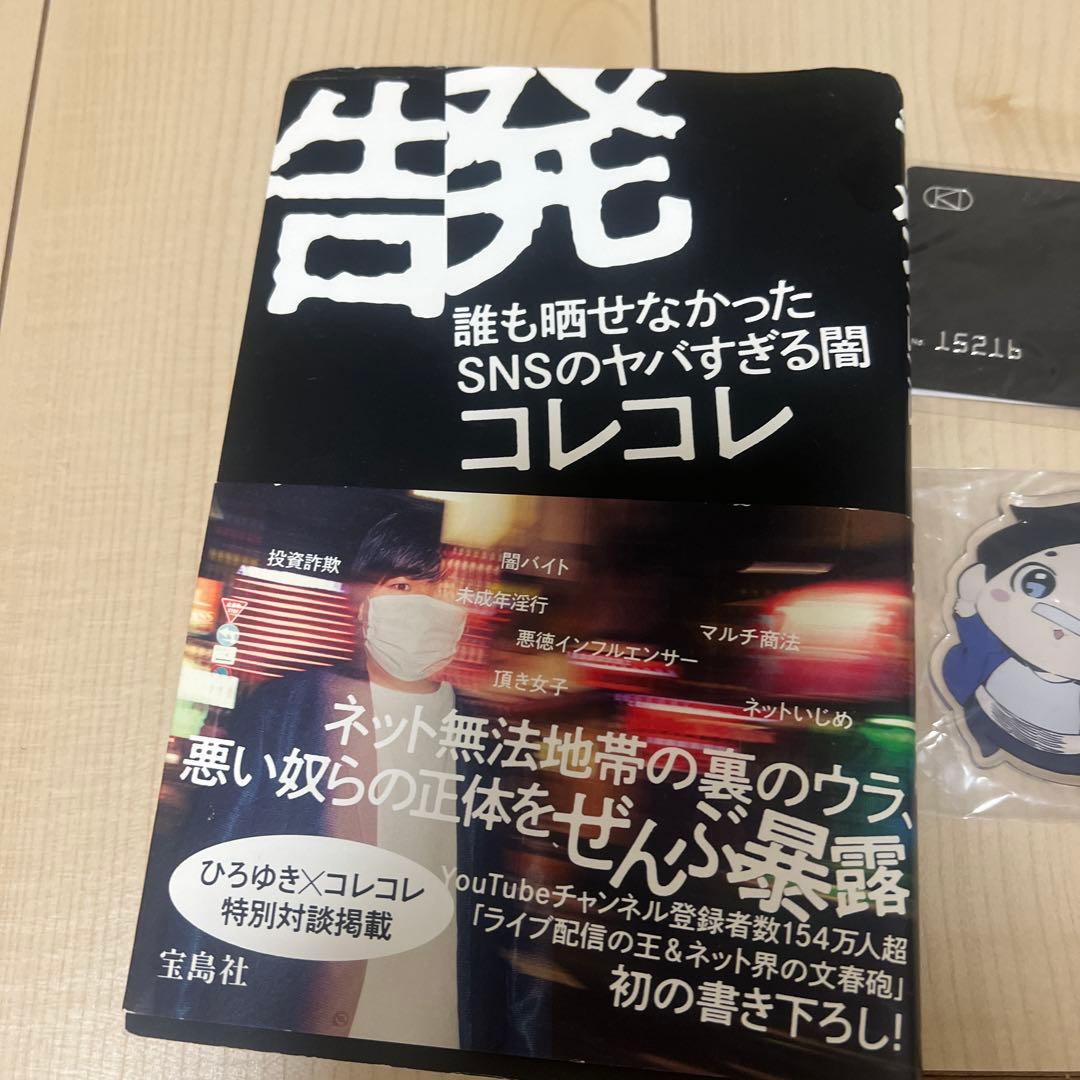 告発
誰も晒せなかった
SNSのヤバすぎる闇
コレコレ
投資詐欺
闇バイト
未成年淫行
悪徳インフルエンサー
マルチ商法
頂き女子
ネットいじめ
ネット無法地帯の裏のウラ、
悪い奴らの正体を、ぜんぶ暴露
ひろゆき×コレコレ
特別対談掲載
YouTubeチャンネル登録者数154万人超
「ライブ配信の王&ネット界の文春砲」
初の書き下ろし!
宝島社
KI
No 15216